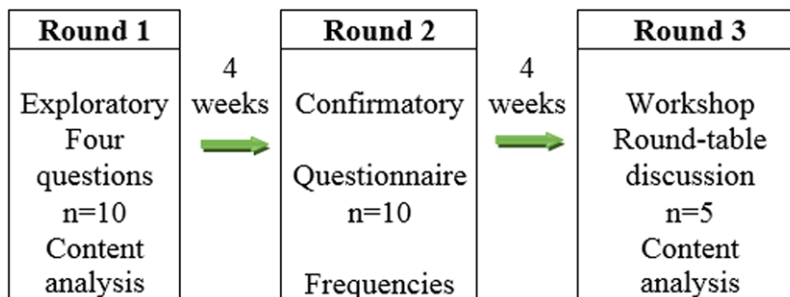 Round 1
Exploratory
Four
questions
n=10
Content
analysis
4
weeks
Round 2
Confirmatory
Questionnaire
n=10
Frequencies
4
weeks
Round 3
Workshop
Round-table
discussion
n=5
Content
analysis